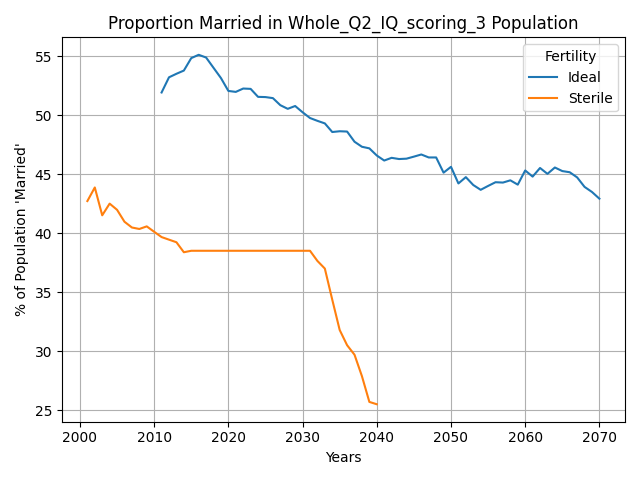 Proportion Married in Whole_Q2_IQ_scoring_3 Population
Fertility
Ideal
Sterile
% of Population 'Married'
55
50
45
40
35
30
25
2000 2010 2020 2030 2040 2050 2060 2070
Years